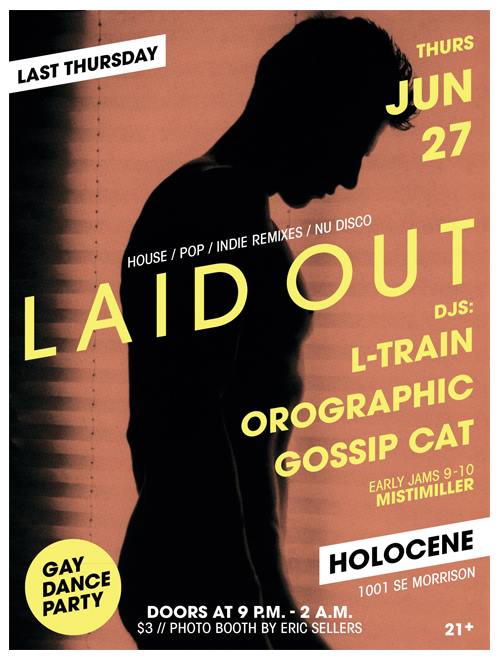 LAST THURSDAY
THURS
JUN
27
HOUSE / POP / INDIE REMIXES / NU DISCO
LAID OUT
DJS:
L-TRAIN
OROGRAPHIC
GOSSIP CAT
EARLY JAMS 9-10
MISTIMILLER
HOLOCENE
1001 SE MORRISON
GAY
DANCE
PARTY
DOORS AT 9 P.M. - 2 A.M.
$3 // PHOTO BOOTH BY ERIC SELLERS
21+